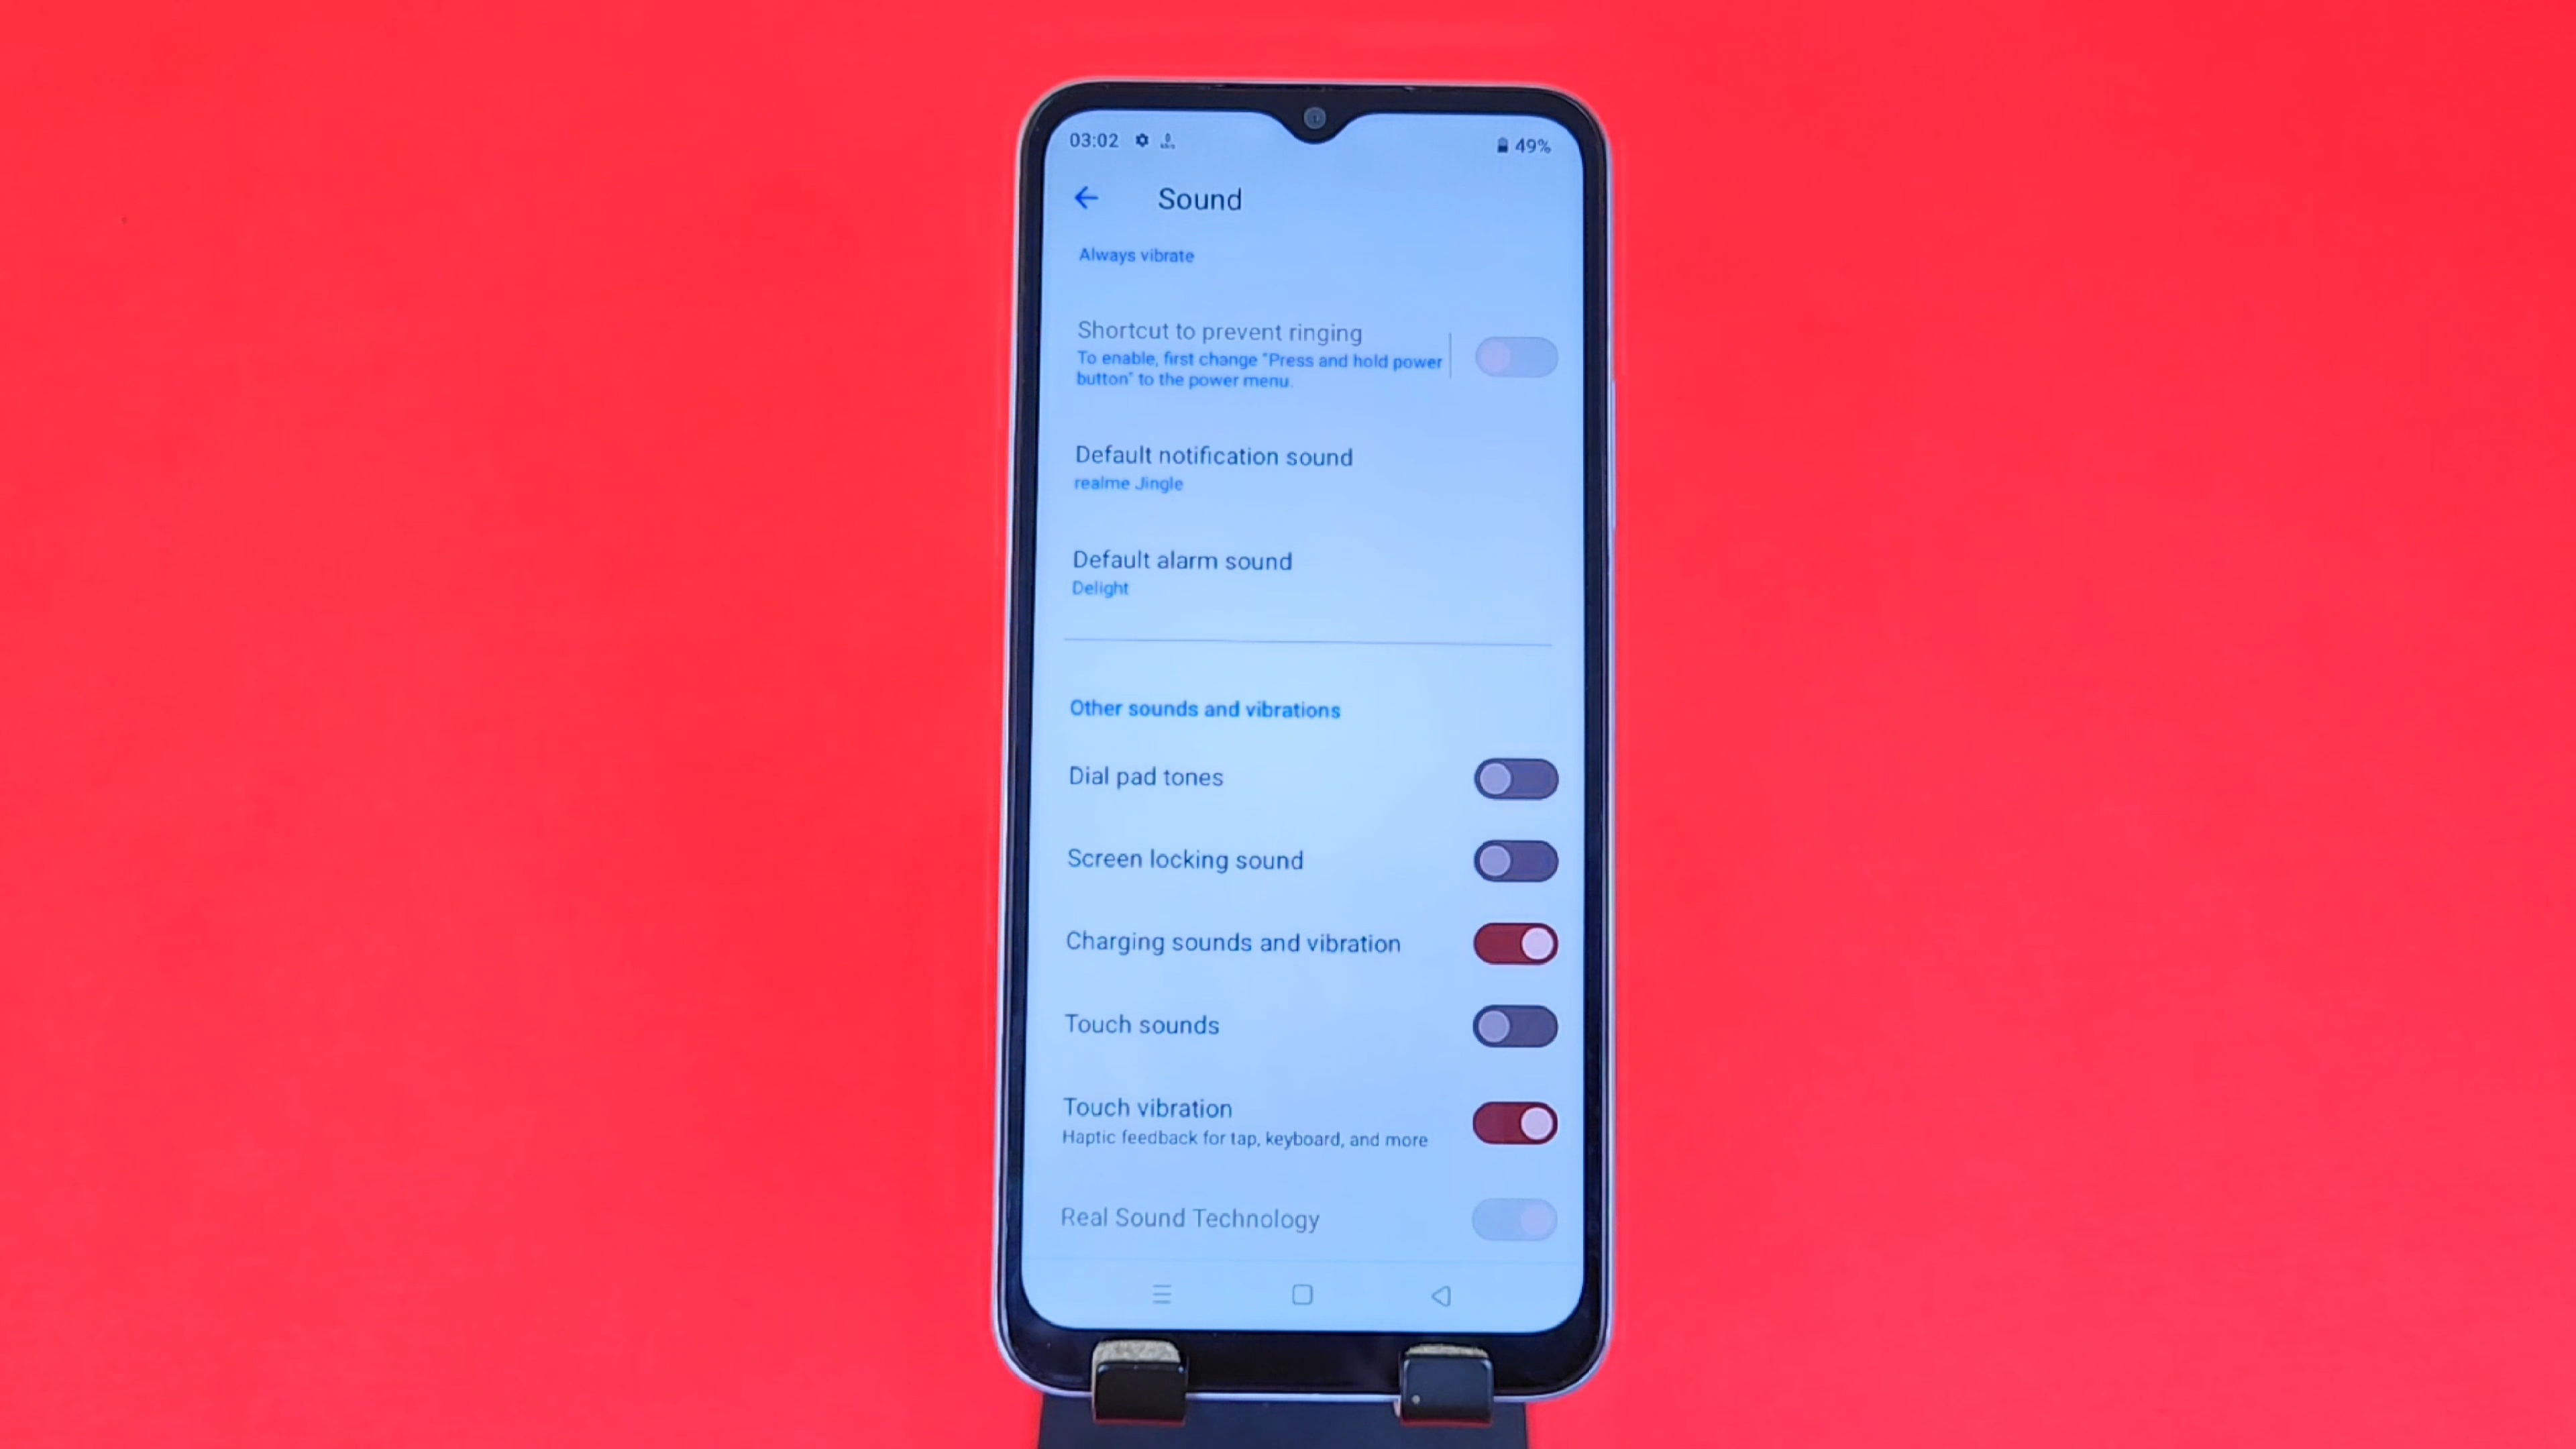 03:02
49%
Sound
Always vibrate
Shortcut to prevent ringing
To enable, first change "Press and hold power
button" to the power menu.
Default notification sound
realme Jingle
Default alarm sound
Delight
Other sounds and vibrations
Dial pad tones
Screen locking sound
Charging sounds and vibration
Touch sounds
Touch vibration
Haptic feedback for tap, keyboard, and more
Real Sound Technology